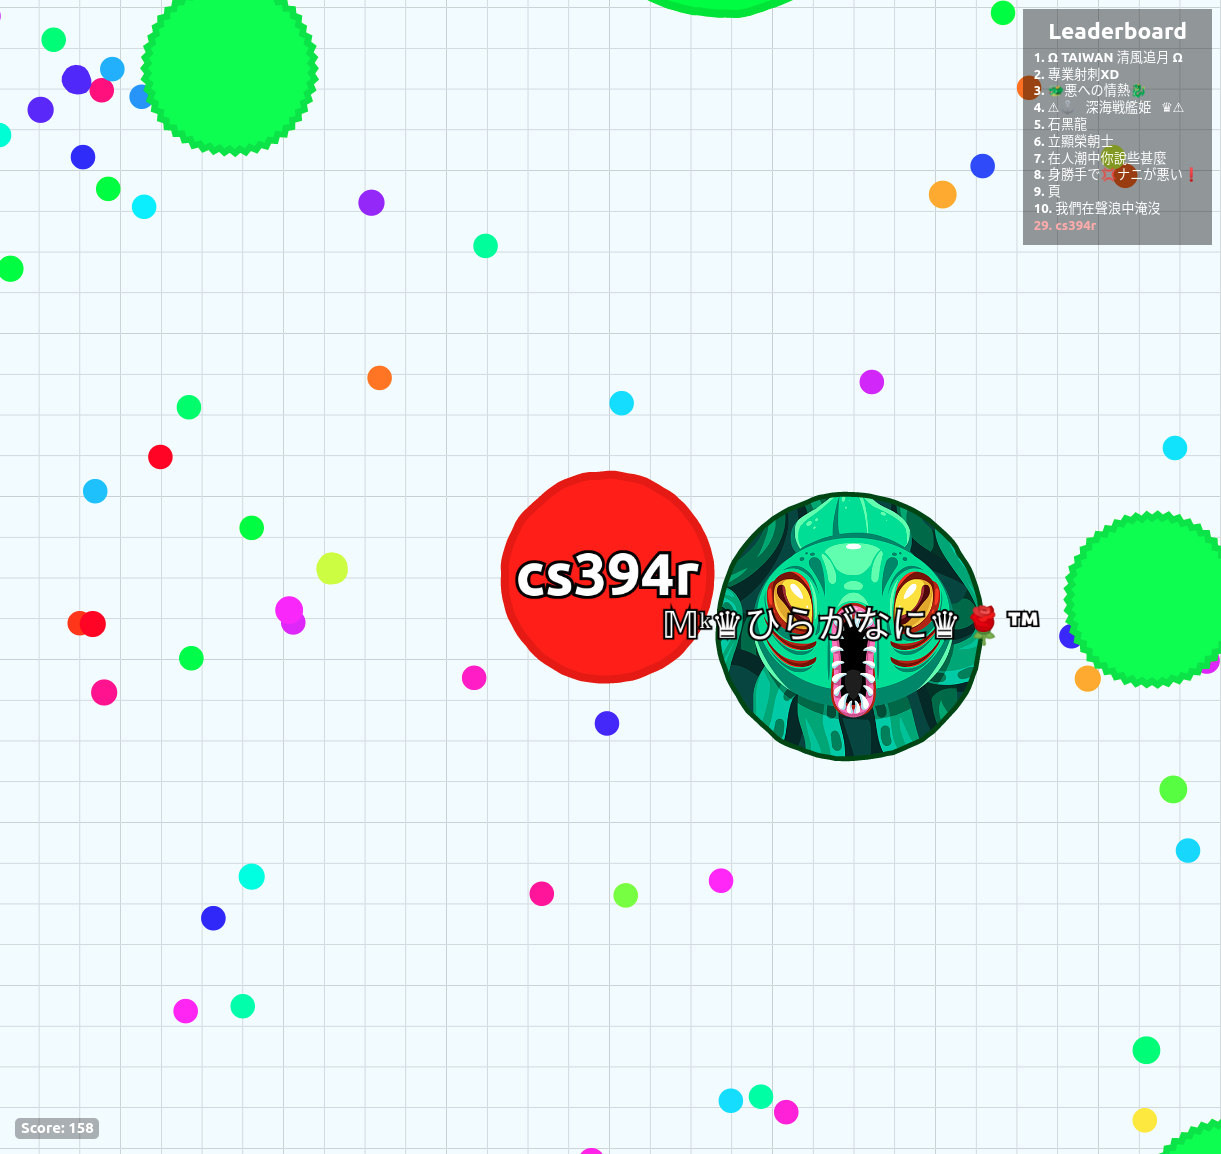 Leaderboard
1. Ω TAIWAN 清風追月 Ω
2. 專業射刺XD
3. 🐲悪への情熱🐉
4. ⚠⚓ 深海戦艦姫 ♛⚠
5. 石黑龍
6. 立顯榮朝士
7. 在人潮中你說些甚麼
8. 身勝手で💢ナニが悪い❗
9. 頁
10. 我們在聲浪中淹沒
29. cs394r
cs394r
𝕄ᵏ♛ひらがなに♛🌹™
Score: 158